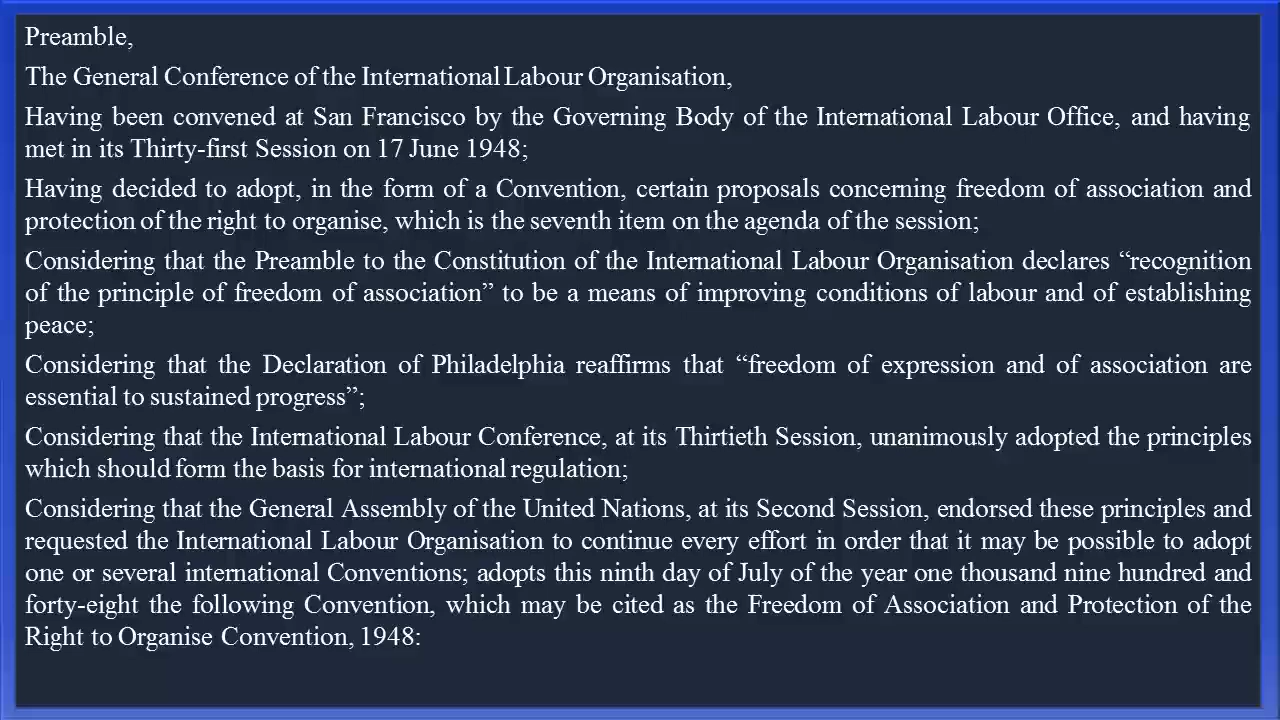 Preamble,
The General Conference of the International Labour Organisation,
Having been convened at San Francisco by the Governing Body of the International Labour Office, and having
met in its Thirty-first Session on 17 June 1948;
Having decided to adopt, in the form of a Convention, certain proposals concerning freedom of association and
protection of the right to organise, which is the seventh item on the agenda of the session;
Considering that the Preamble to the Constitution of the International Labour Organisation declares “recognition
of the principle of freedom of association” to be a means of improving conditions of labour and of establishing
peace;
Considering that the Declaration of Philadelphia reaffirms that “freedom of expression and of association are
essential to sustained progress”;
Considering that the International Labour Conference, at its Thirtieth Session, unanimously adopted the principles
which should form the basis for international regulation;
Considering that the General Assembly of the United Nations, at its Second Session, endorsed these principles and
requested the International Labour Organisation to continue every effort in order that it may be possible to adopt
one or several international Conventions; adopts this ninth day of July of the year one thousand nine hundred and
forty-eight the following Convention, which may be cited as the Freedom of Association and Protection of the
Right to Organise Convention, 1948: